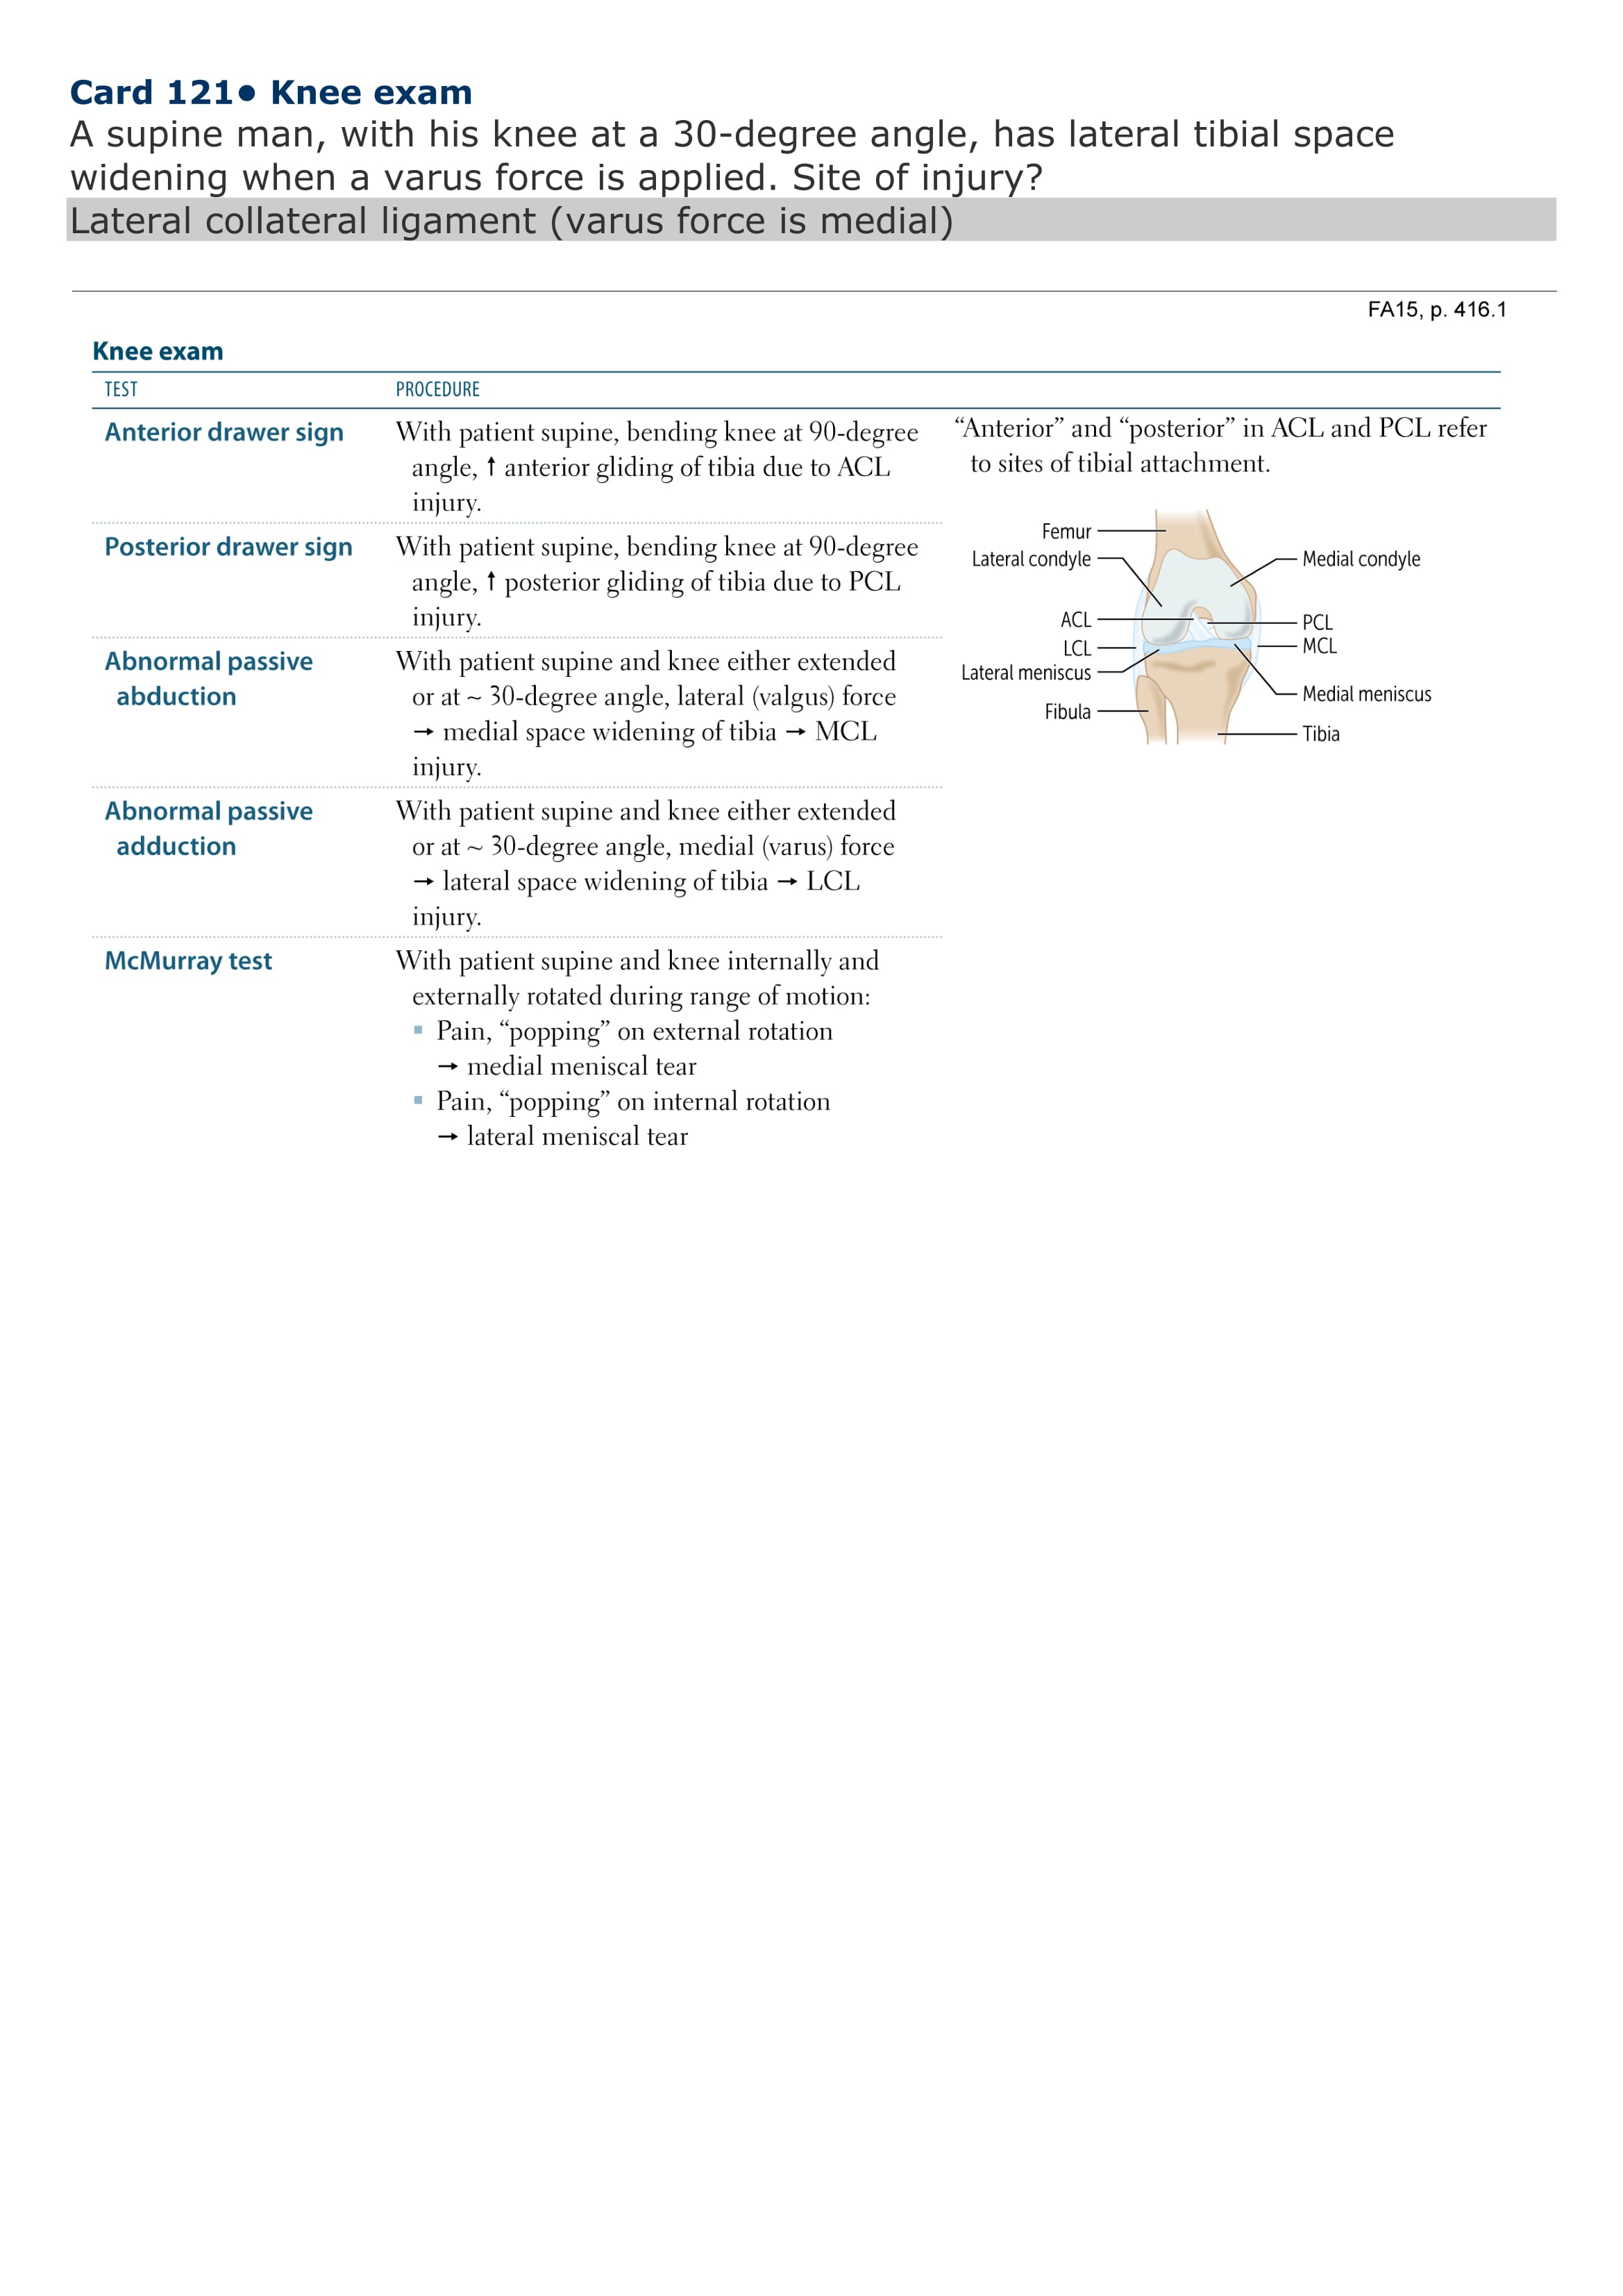 Card 121● Knee exam
A supine man, with his knee at a 30-degree angle, has lateral tibial space
widening when a varus force is applied. Site of injury?
Lateral collateral ligament (varus force is medial)
FA15, p. 416.1
Knee exam
TEST PROCEDURE
Anterior drawer sign
With patient supine, bending knee at 90-degree
angle, ↑ anterior gliding of tibia due to ACL
injury.
Posterior drawer sign
With patient supine, bending knee at 90-degree
angle, ↑ posterior gliding of tibia due to PCL
injury.
Abnormal passive
abduction
With patient supine and knee either extended
or at ~ 30-degree angle, lateral (valgus) force
→ medial space widening of tibia → MCL
injury.
Abnormal passive
adduction
With patient supine and knee either extended
or at ~ 30-degree angle, medial (varus) force
→ lateral space widening of tibia → LCL
injury.
McMurray test
With patient supine and knee internally and
externally rotated during range of motion:
▪ Pain, “popping” on external rotation
→ medial meniscal tear
▪ Pain, “popping” on internal rotation
→ lateral meniscal tear
“Anterior” and “posterior” in ACL and PCL refer
to sites of tibial attachment.
Femur
Lateral condyle
ACL
LCL
Lateral meniscus
Fibula
Medial condyle
PCL
MCL
Medial meniscus
Tibia